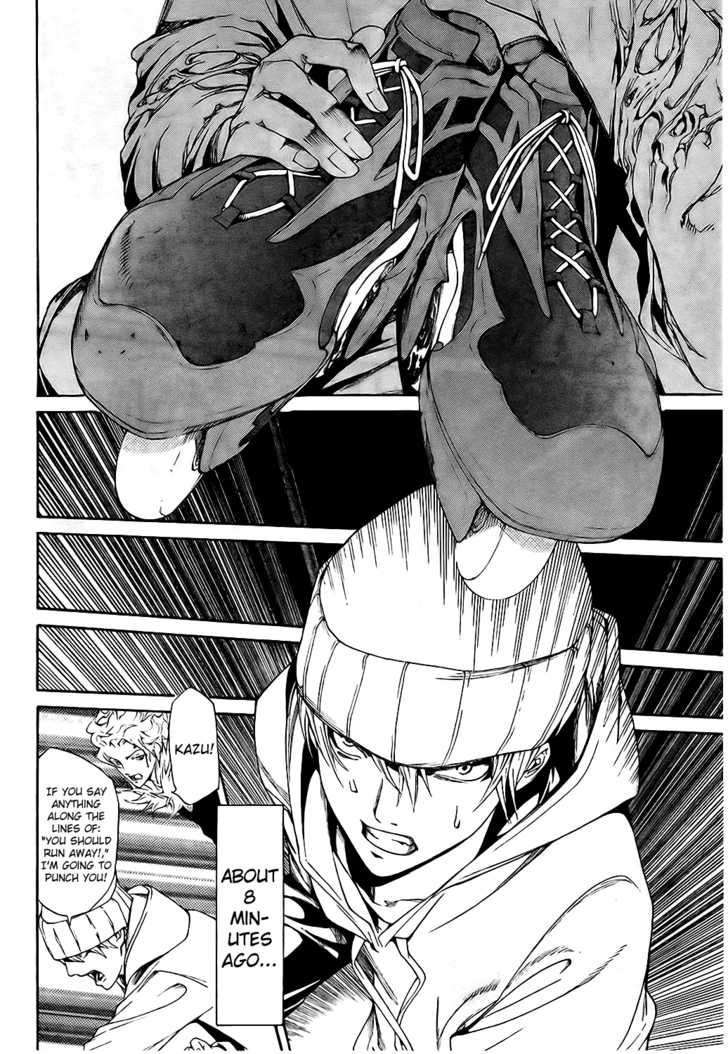 KAZU!
IF YOU SAY
ANYTHING
ALONG
THE LINES OF:
"YOU SHOULD
RUN AWAY!,"
I'M GOING TO
PUNCH YOU!
ABOUT
8
MIN-
UTES
AGO...